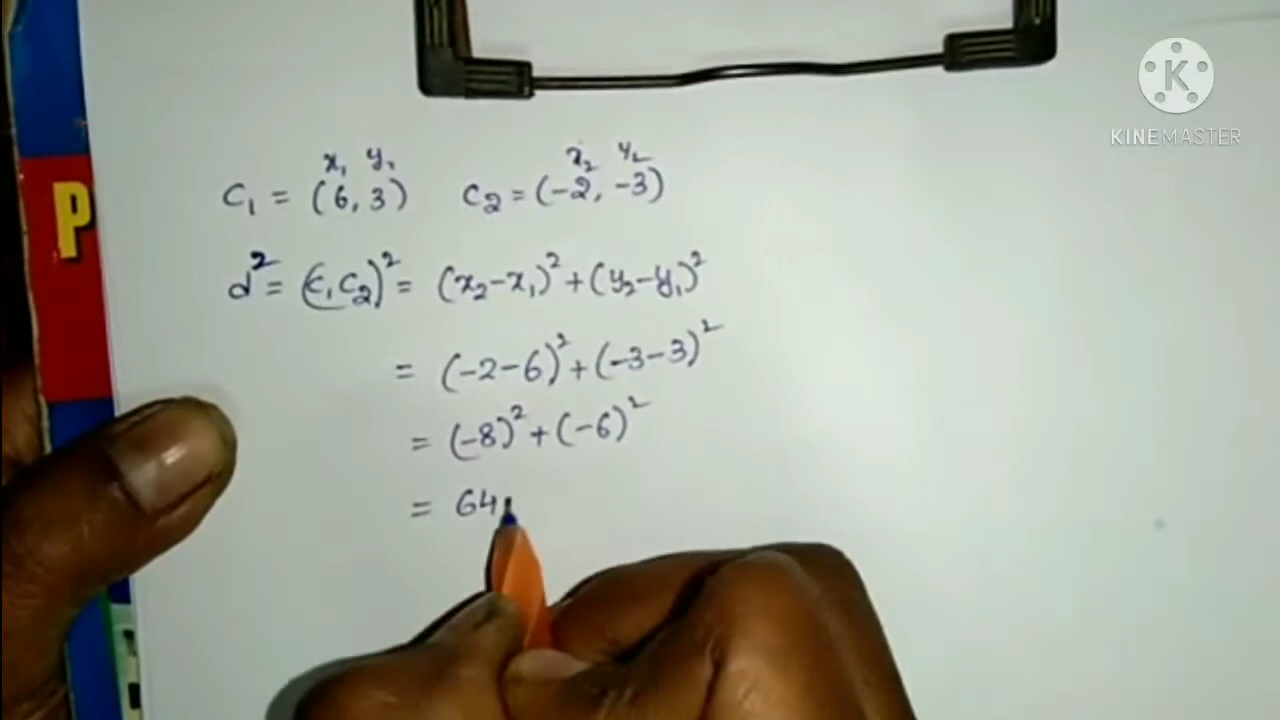 KINEMASTER
x₁ y₁ x₂ y₂
C₁ = (6, 3) C₂ = (-2, -3)
d² = (C₁C₂)² = (x₂-x₁)² + (y₂-y₁)²
= (-2-6)² + (-3-3)²
= (-8)² + (-6)²
= 64
P